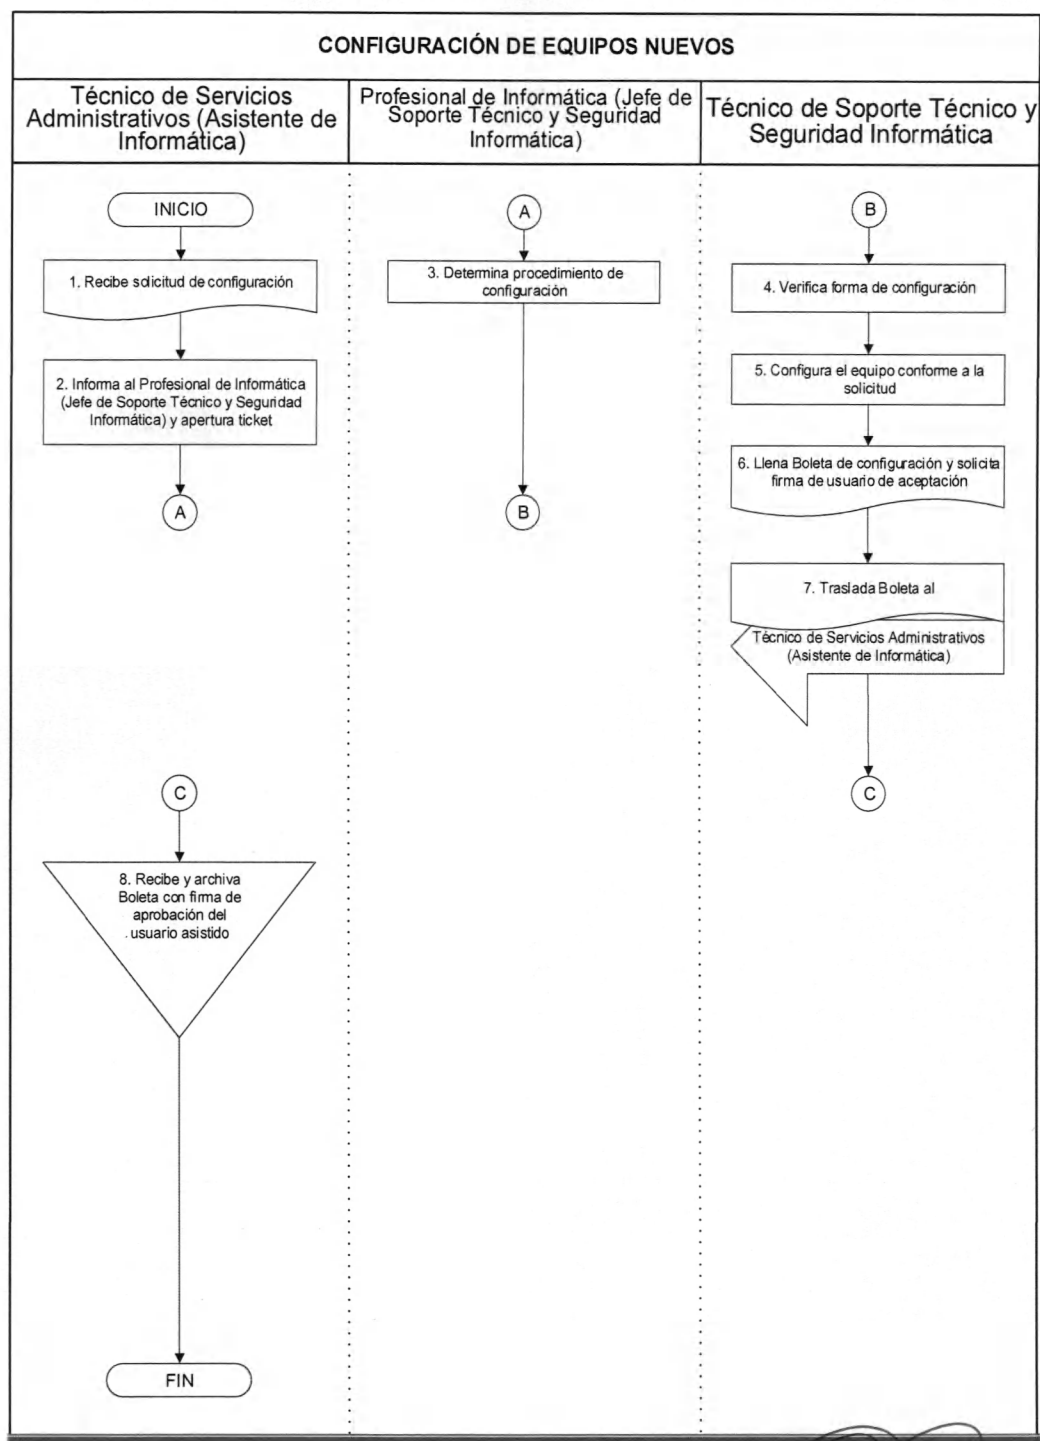 CONFIGURACIÓN DE EQUIPOS NUEVOS
Técnico de Servicios
Administrativos (Asistente de
Informática)
Profesional de Informática (Jefe de
Soporte Técnico y Seguridad
Informática)
Técnico de Soporte Técnico y
Seguridad Informática
INICIO
1. Recibe solicitud de configuración
2. Informa al Profesional de Informática
(Jefe de Soporte Técnico y Seguridad
Informática) y apertura ticket
A
A
3. Determina procedimiento de
configuración
B
B
4. Verifica forma de configuración
5. Configura el equipo conforme a la
solicitud
6. Llena Boleta de configuración y solicita
firma de usuario de aceptación
7. Traslada Boleta al
Técnico de Servicios Administrativos
(Asistente de Informática)
C
C
8. Recibe y archiva
Boleta con firma de
aprobación del
usuario asistido
FIN